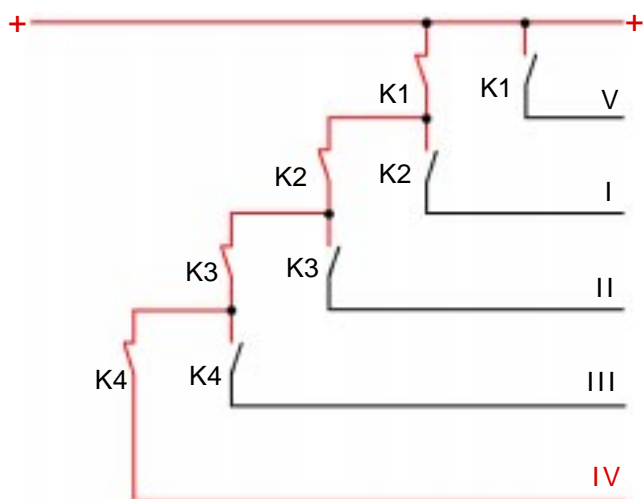 + +
K1 K1 V
K2 K2 I
K3 K3 II
K4 K4 III
IV